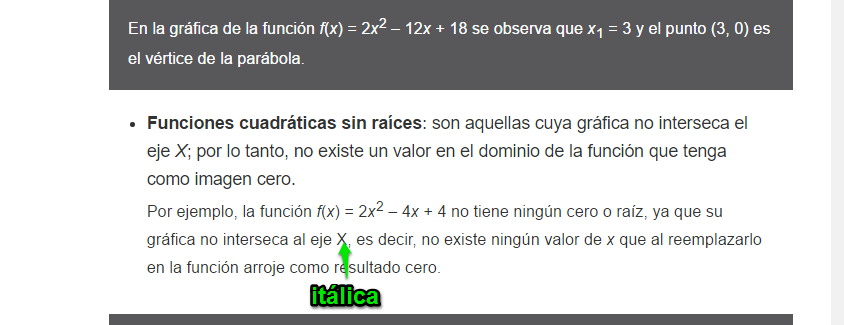 En la gráfica de la función f(x) = 2x² – 12x + 18 se observa que x₁ = 3 y el punto (3, 0) es
el vértice de la parábola.
• Funciones cuadráticas sin raíces: son aquellas cuya gráfica no interseca el
eje X; por lo tanto, no existe un valor en el dominio de la función que tenga
como imagen cero.
Por ejemplo, la función f(x) = 2x² – 4x + 4 no tiene ningún cero o raíz, ya que su
gráfica no interseca al eje X, es decir, no existe ningún valor de x que al reemplazarlo
en la función arroje como resultado cero.
itálica